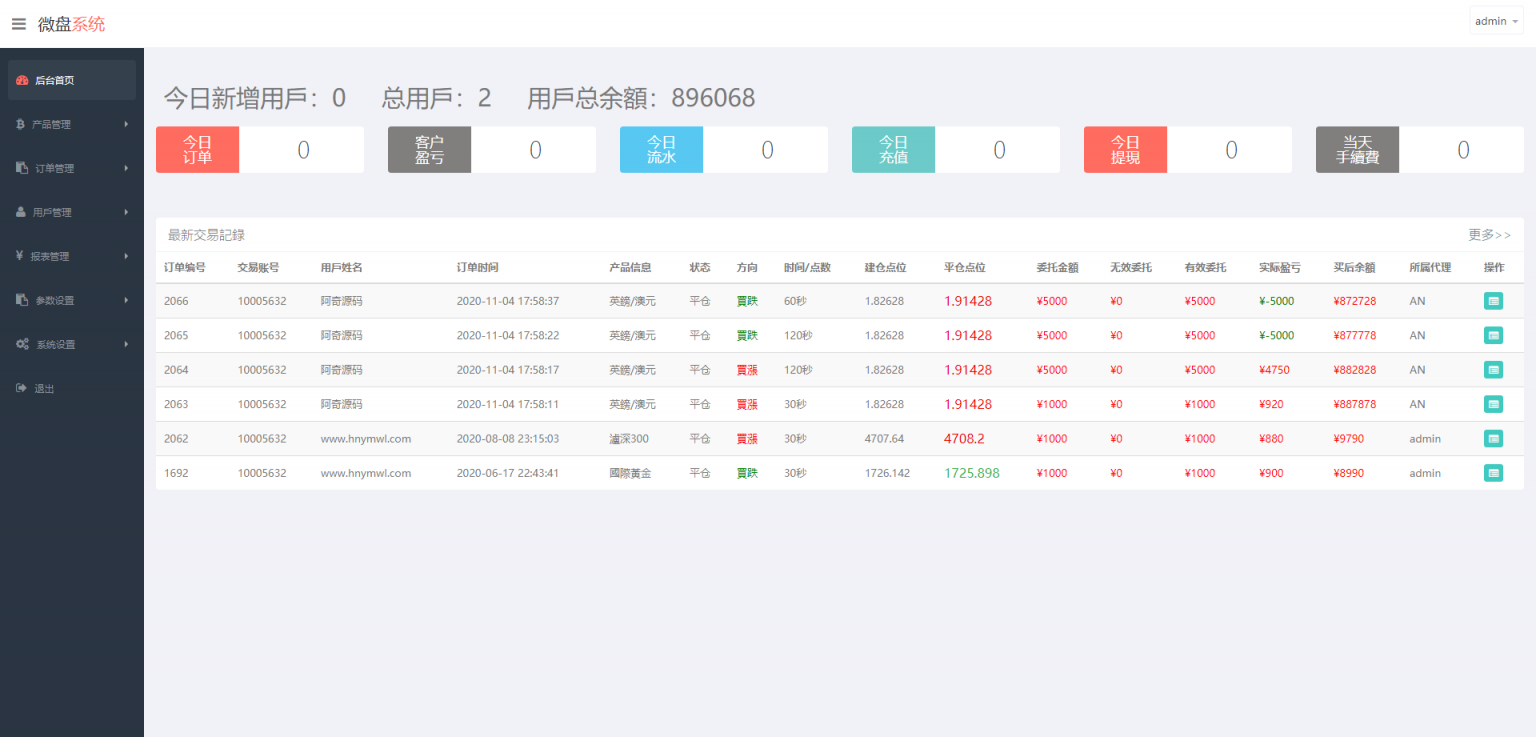 微盘系统
admin
后台首页
产品管理
订单管理
用戶管理
报表管理
参数设置
系统设置
退出
今日新增用戶：0 总用戶：2 用戶总余額：896068
今日订单 0
客户盈亏 0
今日流水 0
今日充值 0
今日提現 0
当天手續費 0
最新交易記錄 更多>>
订单编号 交易账号 用戶姓名 订单时间 产品信息 状态 方向 时间/点数 建仓点位 平仓点位 委托金額 无效委托 有效委托 实际盈亏 买后余額 所属代理 操作
2066 10005632 阿奇源码 2020-11-04 17:58:37 英鎊/澳元 平仓 買跌 60秒 1.82628 1.91428 ¥5000 ¥0 ¥5000 ¥-5000 ¥872728 AN
2065 10005632 阿奇源码 2020-11-04 17:58:22 英鎊/澳元 平仓 買跌 120秒 1.82628 1.91428 ¥5000 ¥0 ¥5000 ¥-5000 ¥877778 AN
2064 10005632 阿奇源码 2020-11-04 17:58:17 英鎊/澳元 平仓 買漲 120秒 1.82628 1.91428 ¥5000 ¥0 ¥5000 ¥4750 ¥882828 AN
2063 10005632 阿奇源码 2020-11-04 17:58:11 英鎊/澳元 平仓 買漲 30秒 1.82628 1.91428 ¥1000 ¥0 ¥1000 ¥920 ¥887878 AN
2062 10005632 www.hnymwl.com 2020-08-08 23:15:03 瀘深300 平仓 買漲 30秒 4707.64 4708.2 ¥1000 ¥0 ¥1000 ¥880 ¥9790 admin
1692 10005632 www.hnymwl.com 2020-06-17 22:43:41 國際黃金 平仓 買跌 30秒 1726.142 1725.898 ¥1000 ¥0 ¥1000 ¥900 ¥8990 admin